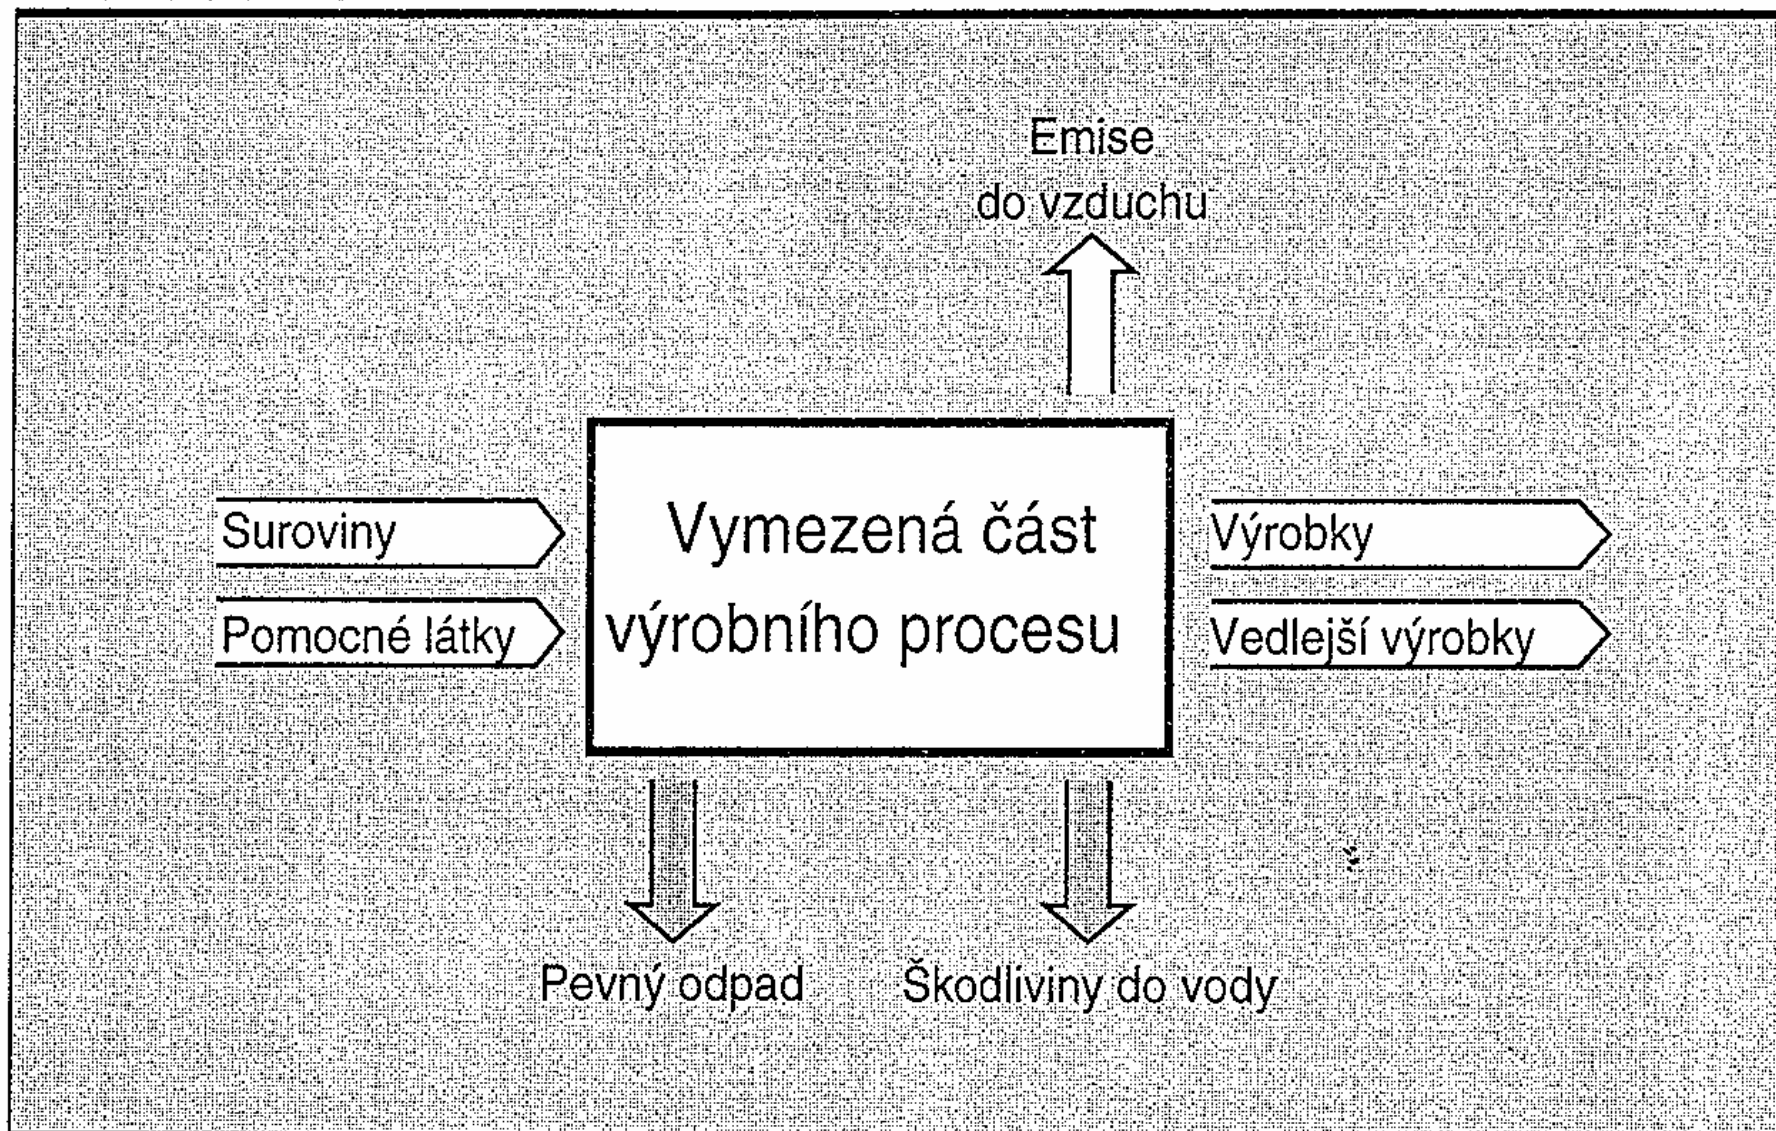 Emise
do vzduchu
Suroviny
Pomocné látky
Vymezená část
výrobního procesu
Výrobky
Vedlejší výrobky
Pevný odpad
Škodliviny do vody